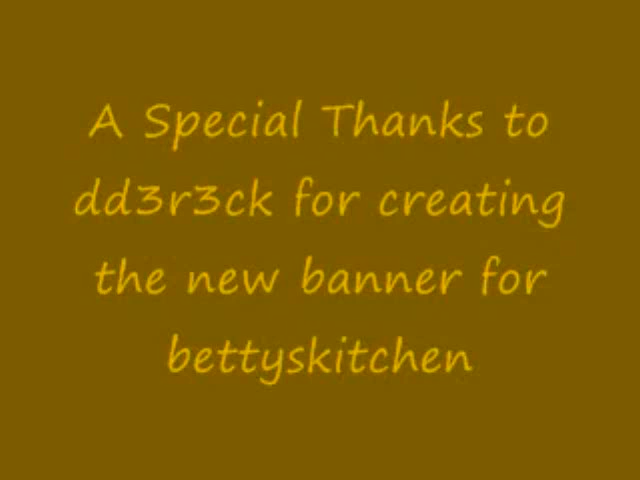 A Special Thanks to
dd3r3ck for creating
the new banner for
bettyskitchen